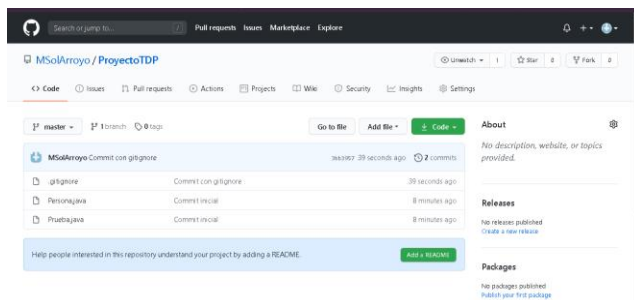 Search or jump to...
/
Pull requests Issues Marketplace Explore
MSolArroyo / ProyectoTDP
Unwatch 1 Star 0 Fork 0
Code Issues Pull requests Actions Projects Wiki Security Insights Settings
master 1 branch 0 tags Go to file Add file Code
MSolArroyo Commit con gitignore 39 seconds ago 2 commits
.gitignore Commit con gitignore 39 seconds ago
Persona.java Commit inicial 8 minutes ago
Prueba.java Commit inicial 8 minutes ago
Help people interested in this repository understand your project by adding a README. Add a README
About
No description, website, or topics
provided.
Releases
No releases published
Create a new release
Packages
No packages published
Publish your first package